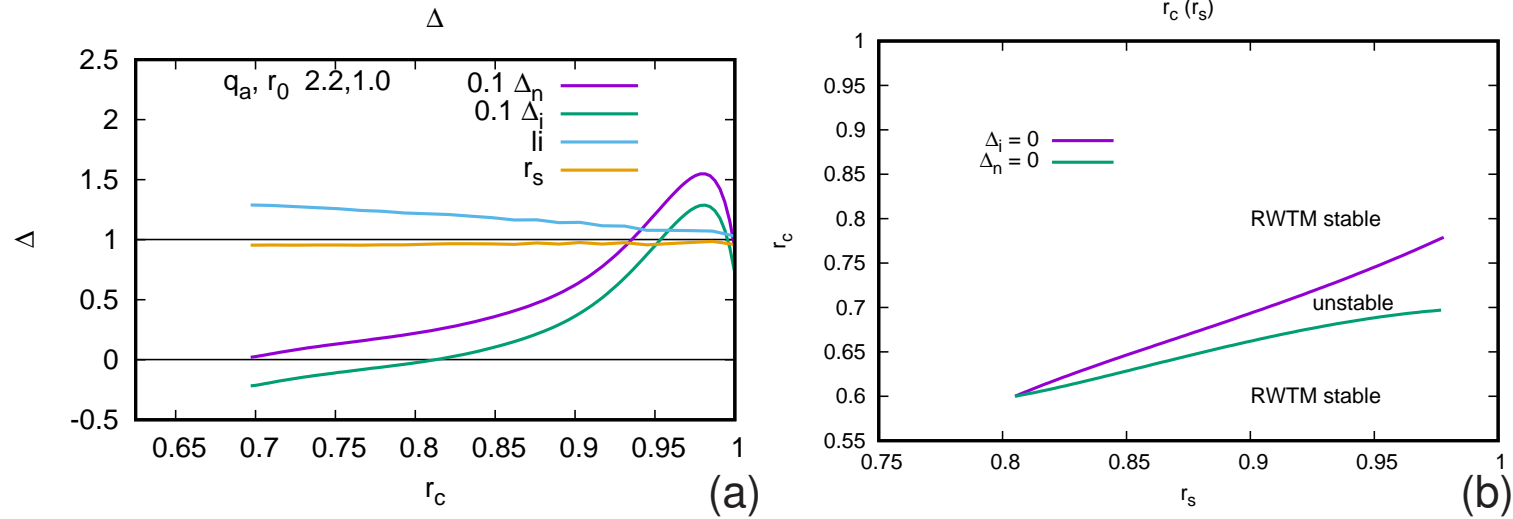 Δ
2.5
2
1.5
1
0.5
0
-0.5
Δ
q_a, r_0 2.2,1.0
0.1 Δ_n
0.1 Δ_i
li
r_s
0.65 0.7 0.75 0.8 0.85 0.9 0.95 1
r_c
(a)
r_c (r_s)
1
0.95
0.9
0.85
0.8
0.75
0.7
0.65
0.6
0.55
r_c
Δ_i = 0
Δ_n = 0
RWTM stable
unstable
RWTM stable
0.75 0.8 0.85 0.9 0.95 1
r_s
(b)